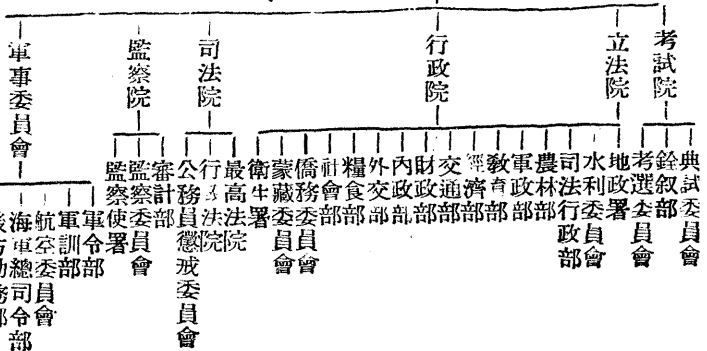 考試院
立法院
行政院
司法院
監察院
軍事委員會
典試委員會
銓叙部
考選委員會
地政署
水利委員會
司法行政部
農林部
軍政部
教育部
經濟部
交通部
財政部
內政部
外交部
糧食部
社會部
僑務委員會
蒙藏委員會
衛生署
最高法院
行政法院
公務員懲戒委員會
審計部
監察委員會
監察使署
軍令部
軍訓部
航空委員會
海軍總司令部
後方勤務部